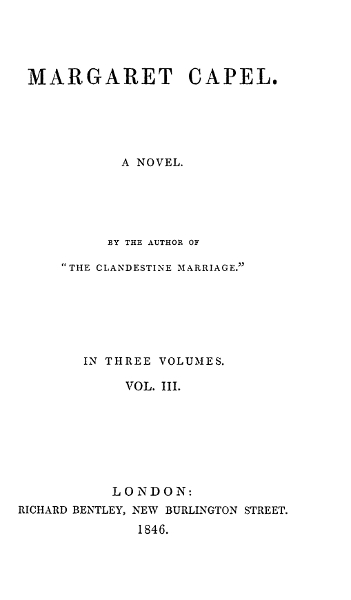 MARGARET CAPEL.
A NOVEL.
BY THE AUTHOR OF
“THE CLANDESTINE MARRIAGE.”
IN THREE VOLUMES.
VOL. III.
LONDON:
RICHARD BENTLEY, NEW BURLINGTON STREET.
1846.